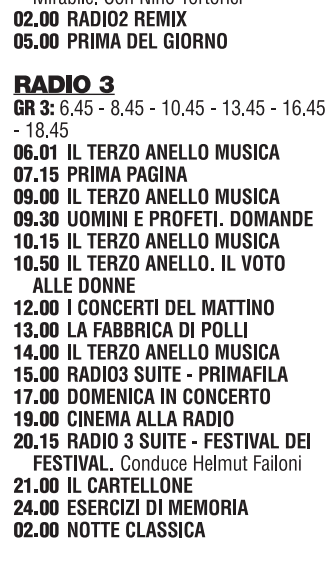 Mirabile. Con Nino Tortorici
02.00 RADIO2 REMIX
05.00 PRIMA DEL GIORNO
RADIO 3
GR 3: 6.45 - 8.45 - 10.45 - 13.45 - 16.45
- 18.45
06.01 IL TERZO ANELLO MUSICA
07.15 PRIMA PAGINA
09.00 IL TERZO ANELLO MUSICA
09.30 UOMINI E PROFETI. DOMANDE
10.15 IL TERZO ANELLO MUSICA
10.50 IL TERZO ANELLO. IL VOTO
ALLE DONNE
12.00 I CONCERTI DEL MATTINO
13.00 LA FABBRICA DI POLLI
14.00 IL TERZO ANELLO MUSICA
15.00 RADIO3 SUITE - PRIMAFILA
17.00 DOMENICA IN CONCERTO
19.00 CINEMA ALLA RADIO
20.15 RADIO 3 SUITE - FESTIVAL DEI
FESTIVAL. Conduce Helmut Failoni
21.00 IL CARTELLONE
24.00 ESERCIZI DI MEMORIA
02.00 NOTTE CLASSICA